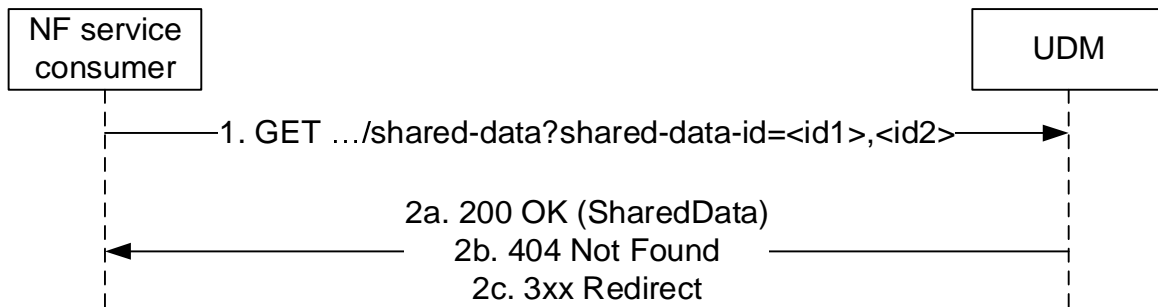 NF service
consumer
UDM
1. GET …/shared-data?shared-data-id=<id1>,<id2>
2a. 200 OK (SharedData)
2b. 404 Not Found
2c. 3xx Redirect